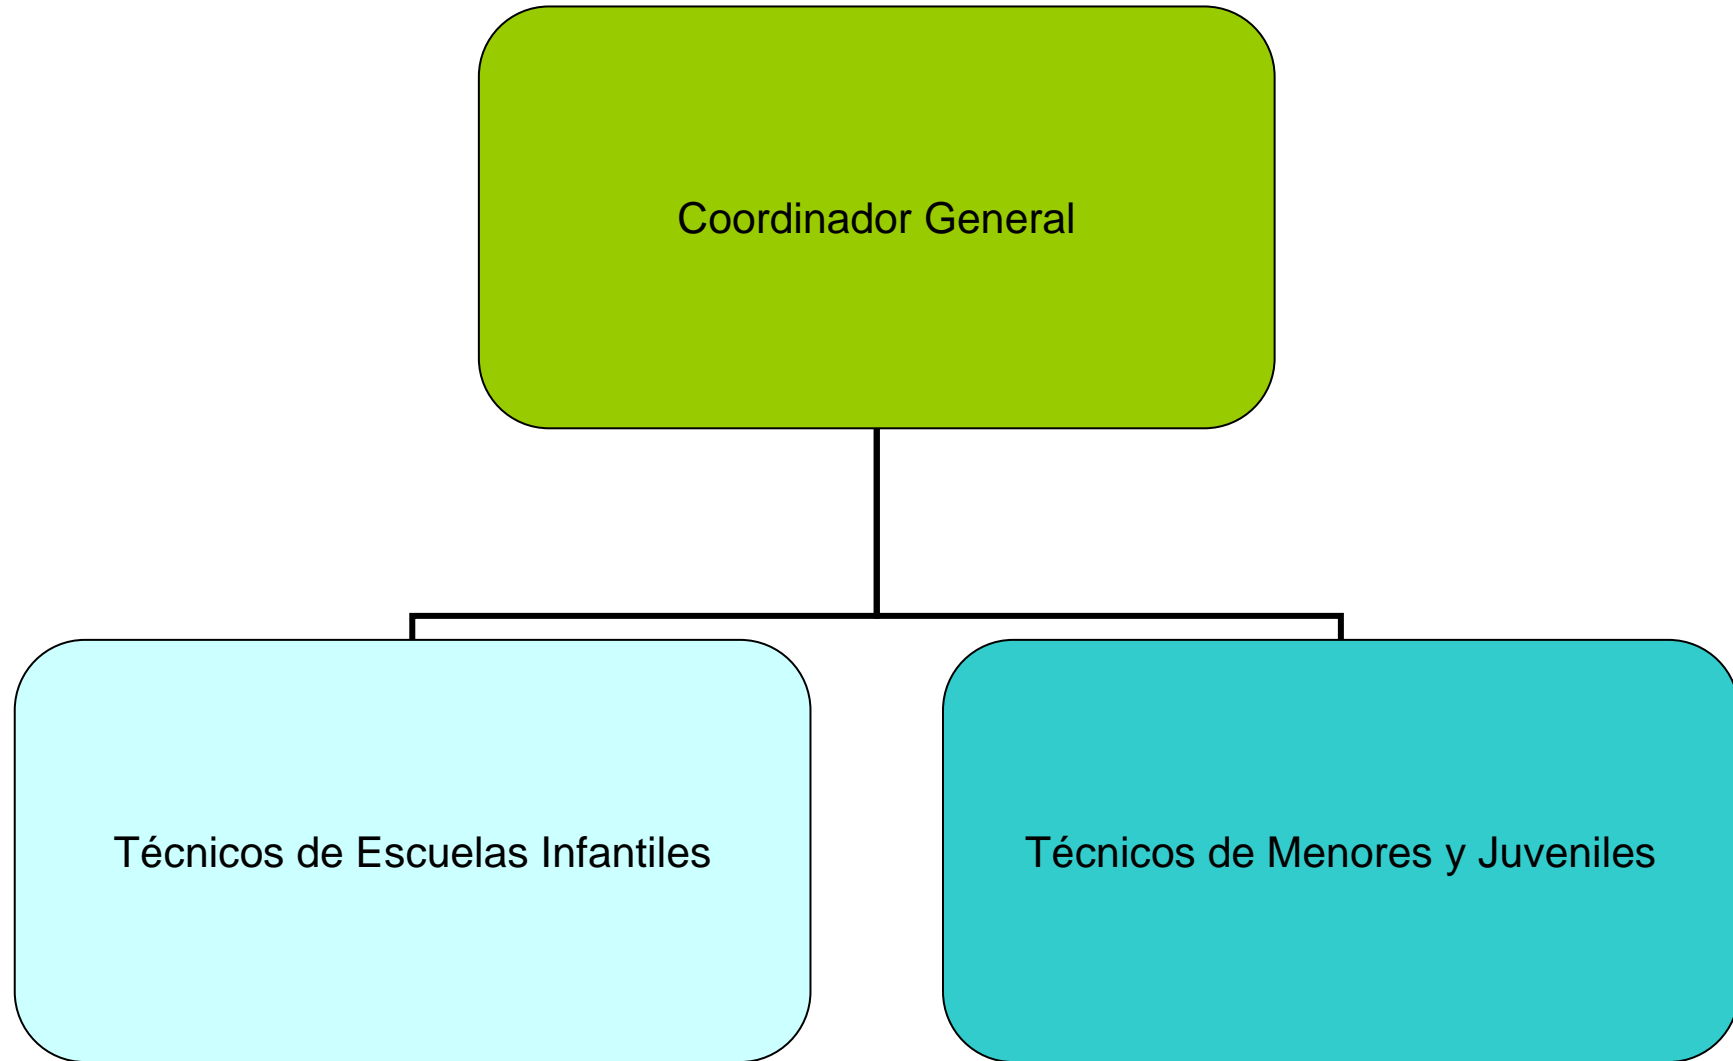 Coordinador General
Técnicos de Escuelas Infantiles
Técnicos de Menores y Juveniles